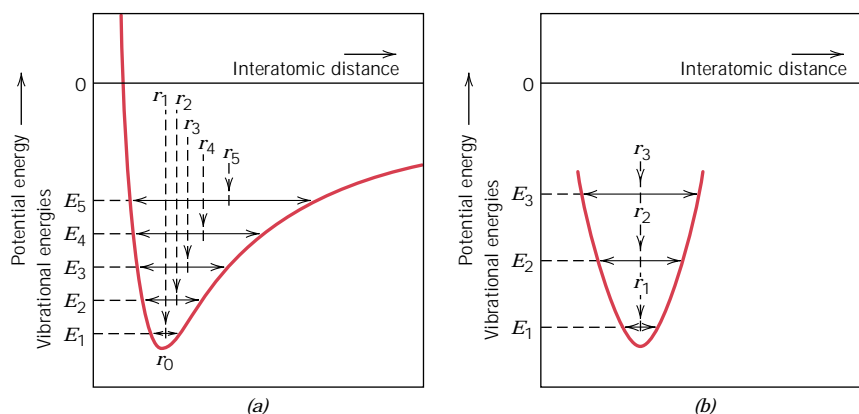 Potential energy
Vibrational energies
0
Interatomic distance
r1
r2
r3
r4
r5
E5
E4
E3
E2
E1
r0
(a)
Potential energy
Vibrational energies
0
Interatomic distance
r3
E3
r2
E2
r1
E1
(b)